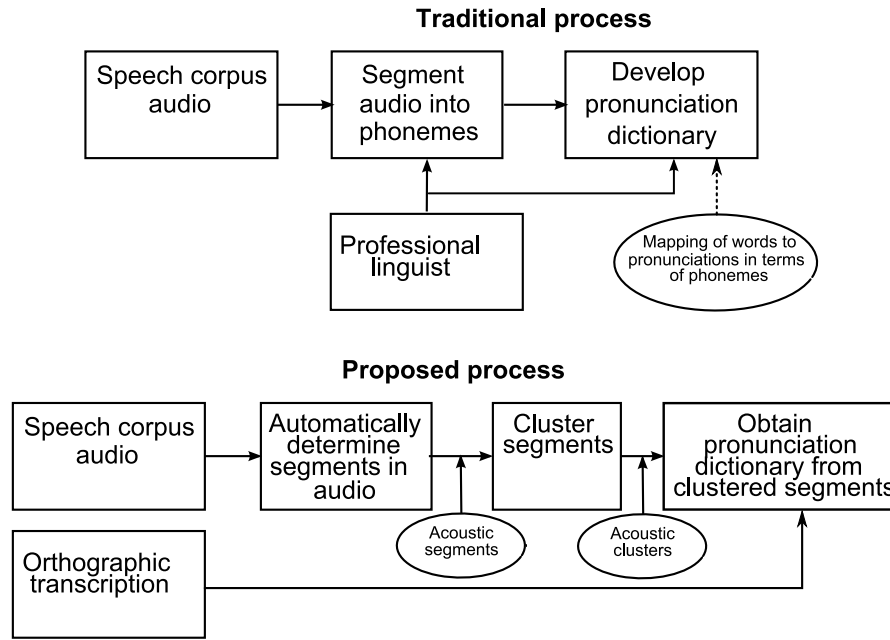 Traditional process
Speech corpus
audio
Segment
audio into
phonemes
Develop
pronunciation
dictionary
Professional
linguist
Mapping of words to
pronunciations in terms
of phonemes
Proposed process
Speech corpus
audio
Automatically
determine
segments in
audio
Cluster
segments
Obtain
pronunciation
dictionary from
clustered segments
Acoustic
segments
Acoustic
clusters
Orthographic
transcription